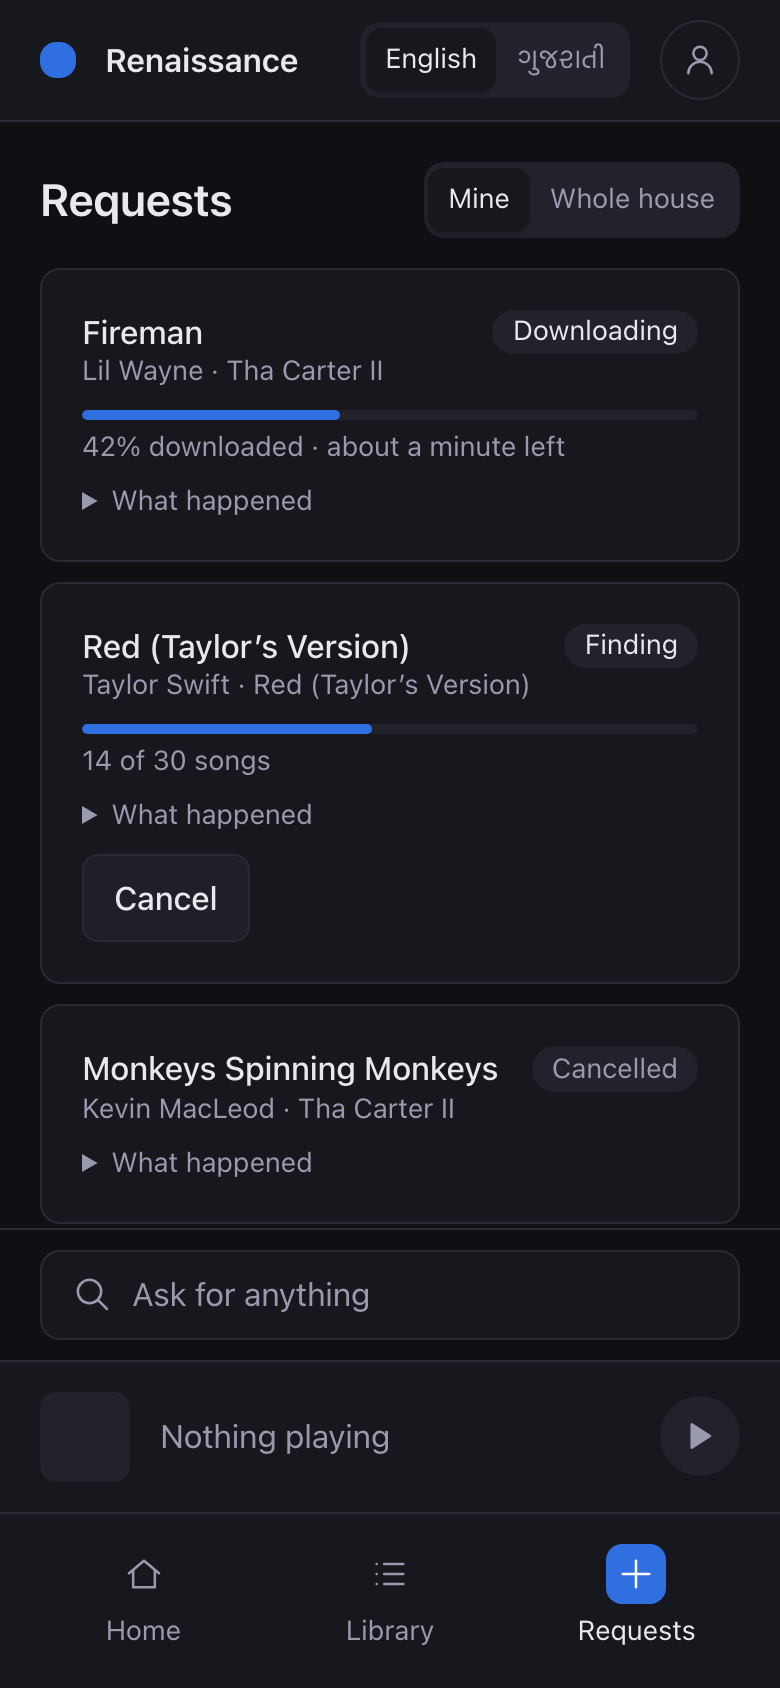 Renaissance
English
ગુજરાતી
Requests
Mine
Whole house
Fireman
Downloading
Lil Wayne · Tha Carter II
42% downloaded · about a minute left
▶ What happened
Red (Taylor’s Version)
Finding
Taylor Swift · Red (Taylor’s Version)
14 of 30 songs
▶ What happened
Cancel
Monkeys Spinning Monkeys
Cancelled
Kevin MacLeod · Tha Carter II
▶ What happened
Ask for anything
Nothing playing
Home
Library
Requests